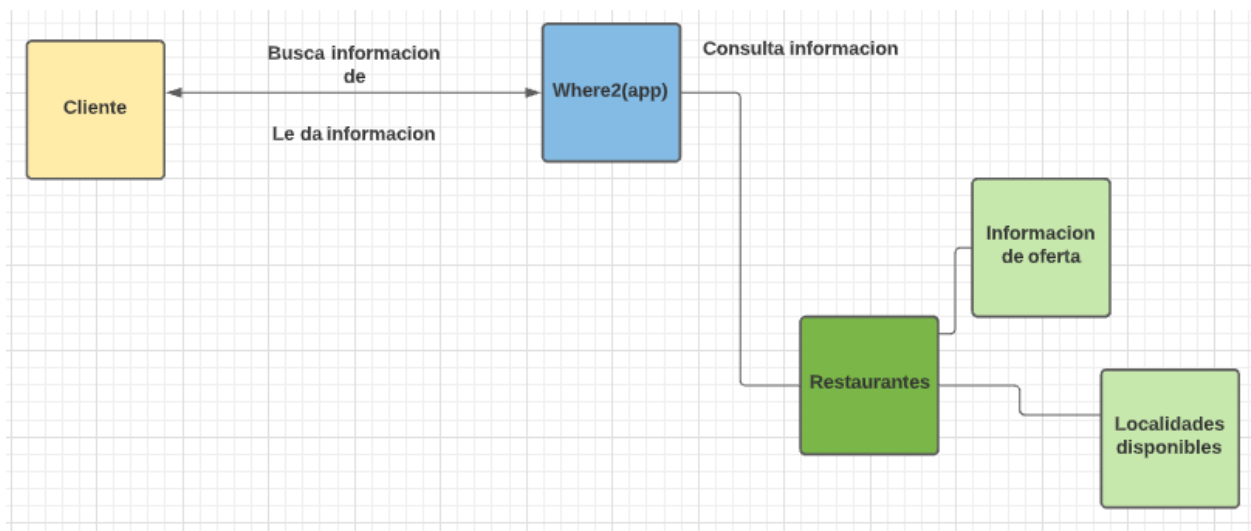 Cliente
Busca informacion
de
Le da informacion
Where2(app)
Consulta informacion
Informacion
de oferta
Restaurantes
Localidades
disponibles